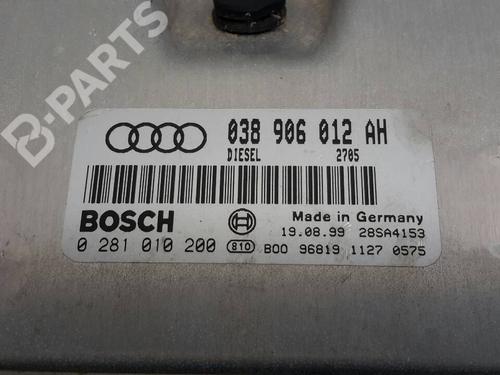 B-PARTS
038 906 012 AH
DIESEL 2705
BOSCH
Made in Germany
19.08.99 28SA4153
0 281 010 200 810 B00 96819 1127 0575